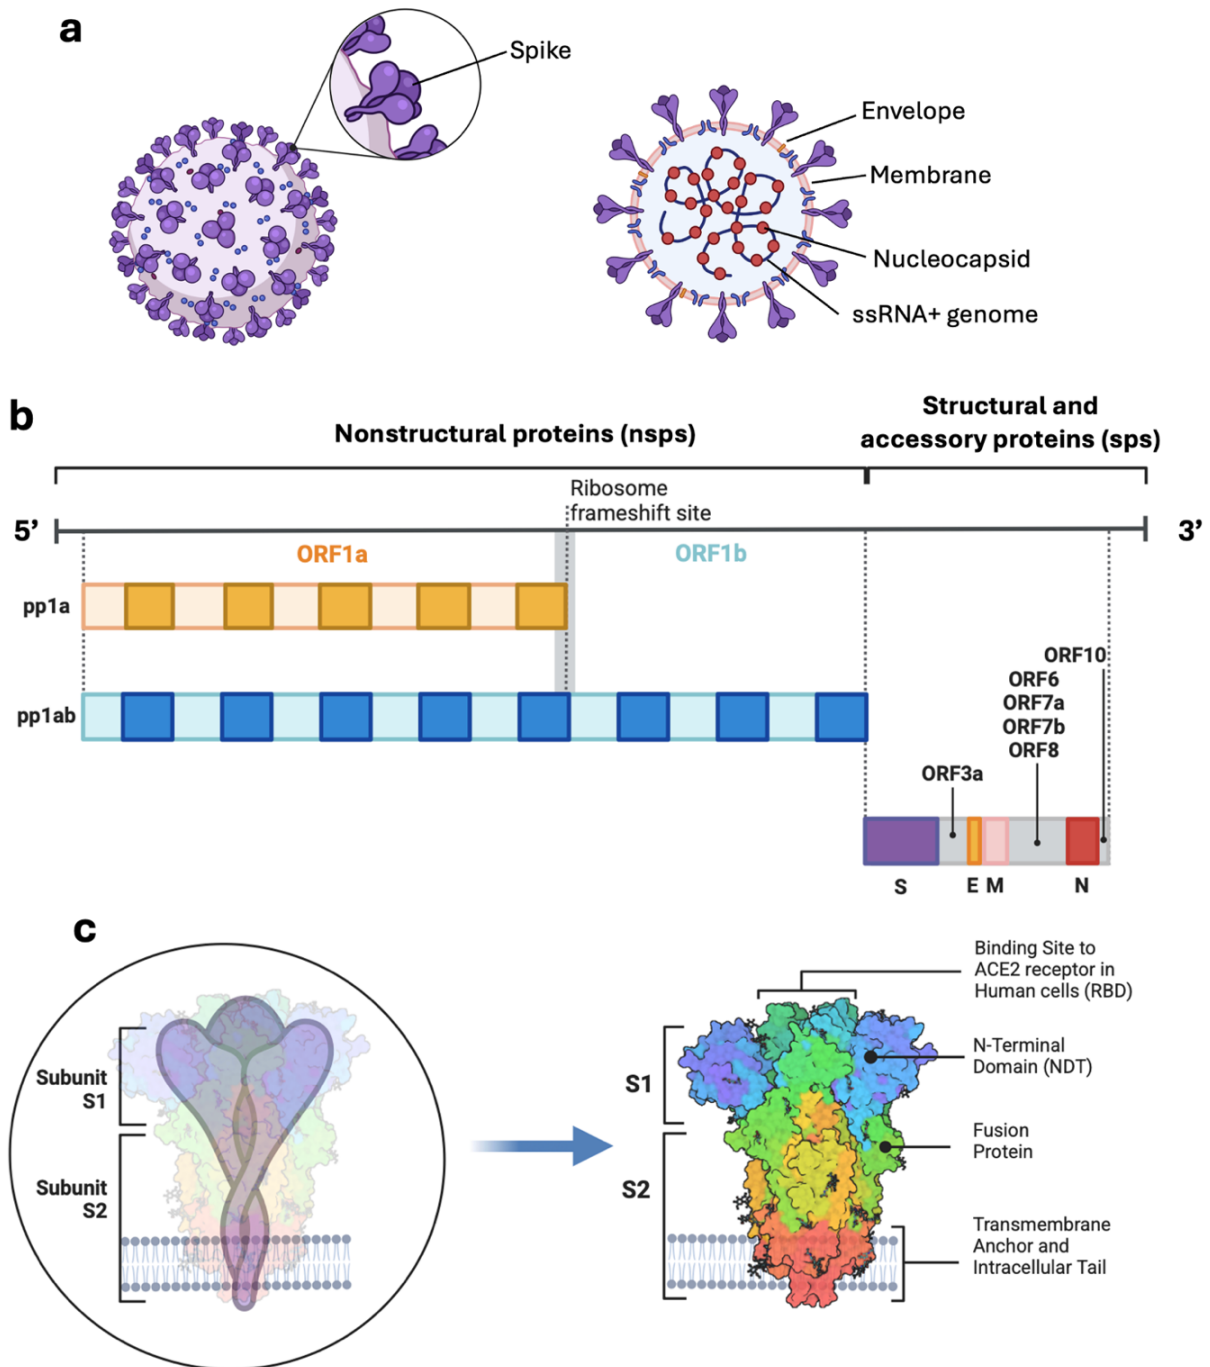 a
Spike
Envelope
Membrane
Nucleocapsid
ssRNA+ genome
b
Nonstructural proteins (nsps)
Structural and
accessory proteins (sps)
Ribosome
frameshift site
5’
3’
ORF1a
ORF1b
pp1a
pp1ab
ORF10
ORF6
ORF7a
ORF7b
ORF8
ORF3a
S
E
M
N
c
Subunit
S1
Subunit
S2
S1
S2
Binding Site to
ACE2 receptor in
Human cells (RBD)
N-Terminal
Domain (NDT)
Fusion
Protein
Transmembrane
Anchor and
Intracellular Tail